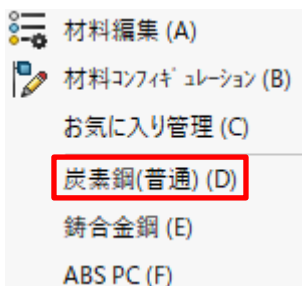 材料編集 (A)
材料ｺﾝﾌｨｷﾞｭﾚｰｼｮﾝ (B)
お気に入り管理 (C)
炭素鋼(普通) (D)
鋳合金鋼 (E)
ABS PC (F)